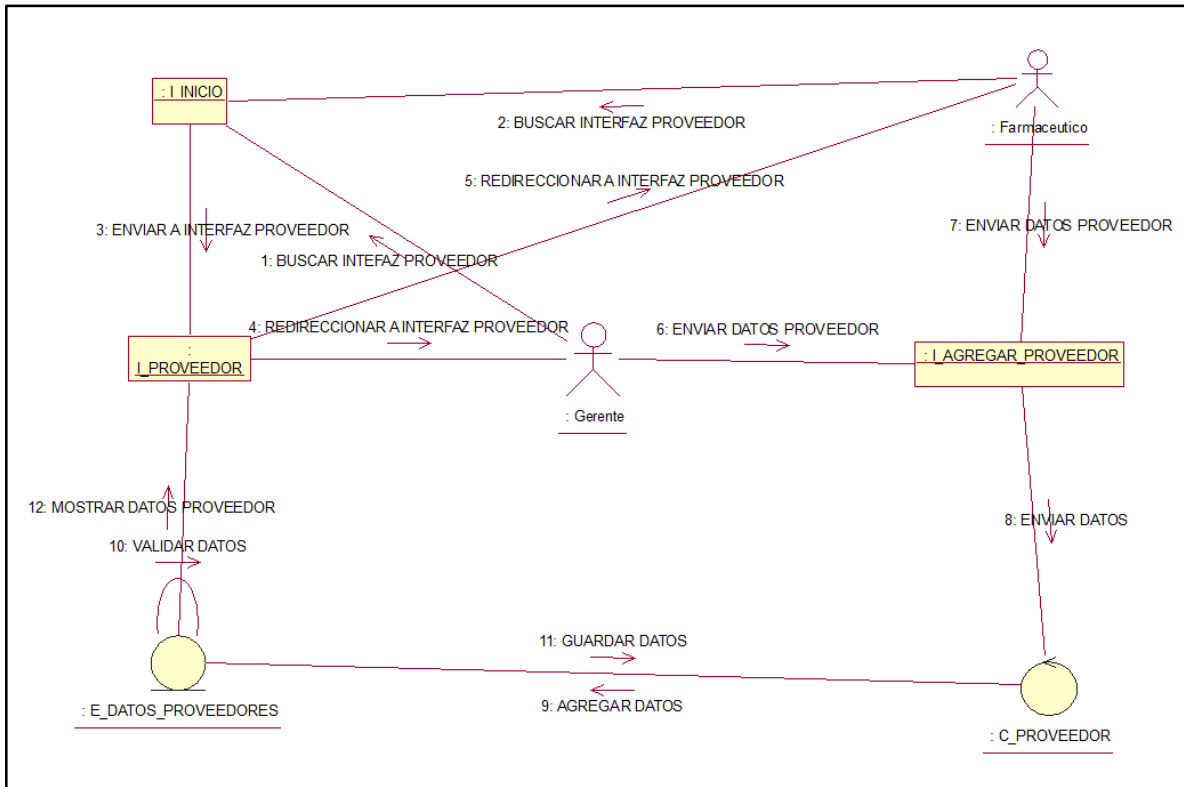 : I_INICIO
2: BUSCAR INTERFAZ PROVEEDOR
: Farmaceutico
5: REDIRECCIONAR A INTERFAZ PROVEEDOR
3: ENVIAR A INTERFAZ PROVEEDOR
7: ENVIAR DATOS PROVEEDOR
1: BUSCAR INTEFAZ PROVEEDOR
4: REDIRECCIONAR A INTERFAZ PROVEEDOR
6: ENVIAR DATOS PROVEEDOR
:
I_PROVEEDOR
: I_AGREGAR_PROVEEDOR
: Gerente
12: MOSTRAR DATOS PROVEEDOR
8: ENVIAR DATOS
10: VALIDAR DATOS
11: GUARDAR DATOS
9: AGREGAR DATOS
: E_DATOS_PROVEEDORES
: C_PROVEEDOR